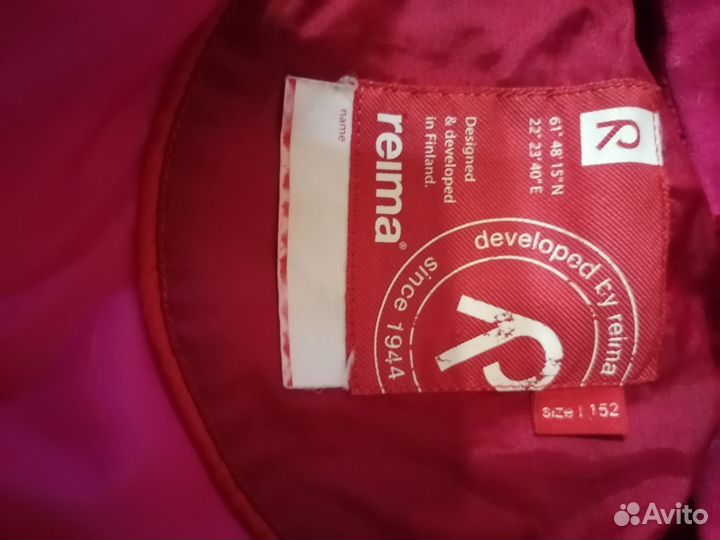 R
61° 48'15"N
22° 23'40"E
Designed
& developed
in Finland.
reima®
name
developed by reima
since 1944
R
SIZE | 152
Avito